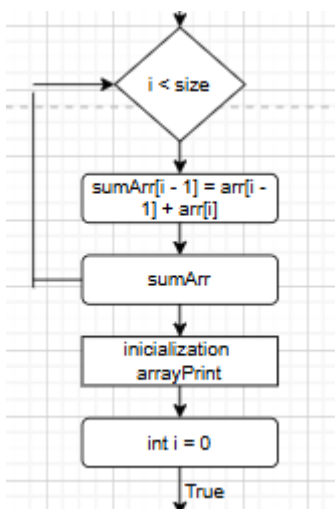 i < size
sumArr[i - 1] = arr[i -
1] + arr[i]
sumArr
inicialization
arrayPrint
int i = 0
True